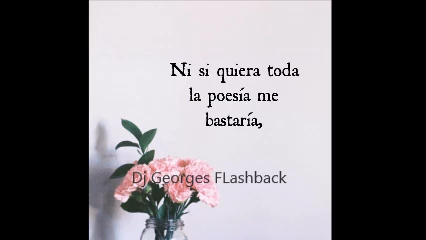 Ni si quiera toda
la poesía me
bastaría,
Dj Georges FLashback